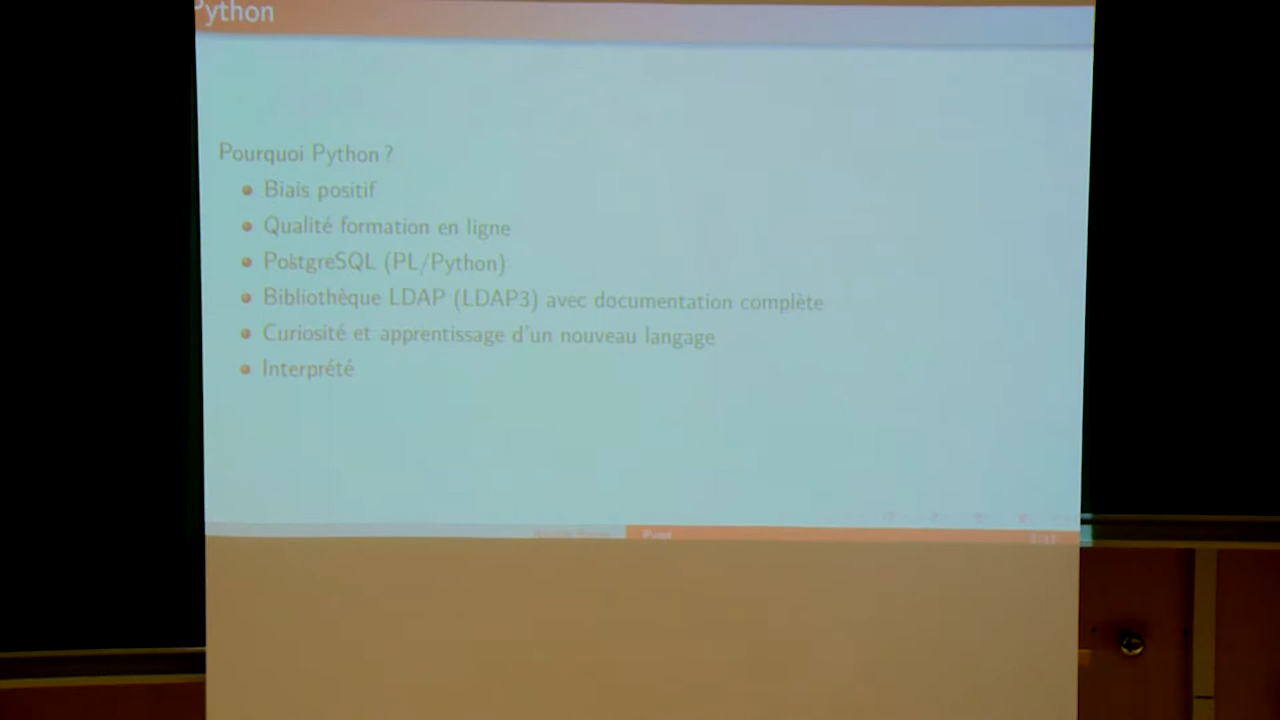 Python
Pourquoi Python ?
Biais positif
Qualité formation en ligne
PostgreSQL (PL/Python)
Bibliothèque LDAP (LDAP3) avec documentation complète
Curiosité et apprentissage d'un nouveau langage
Interprété